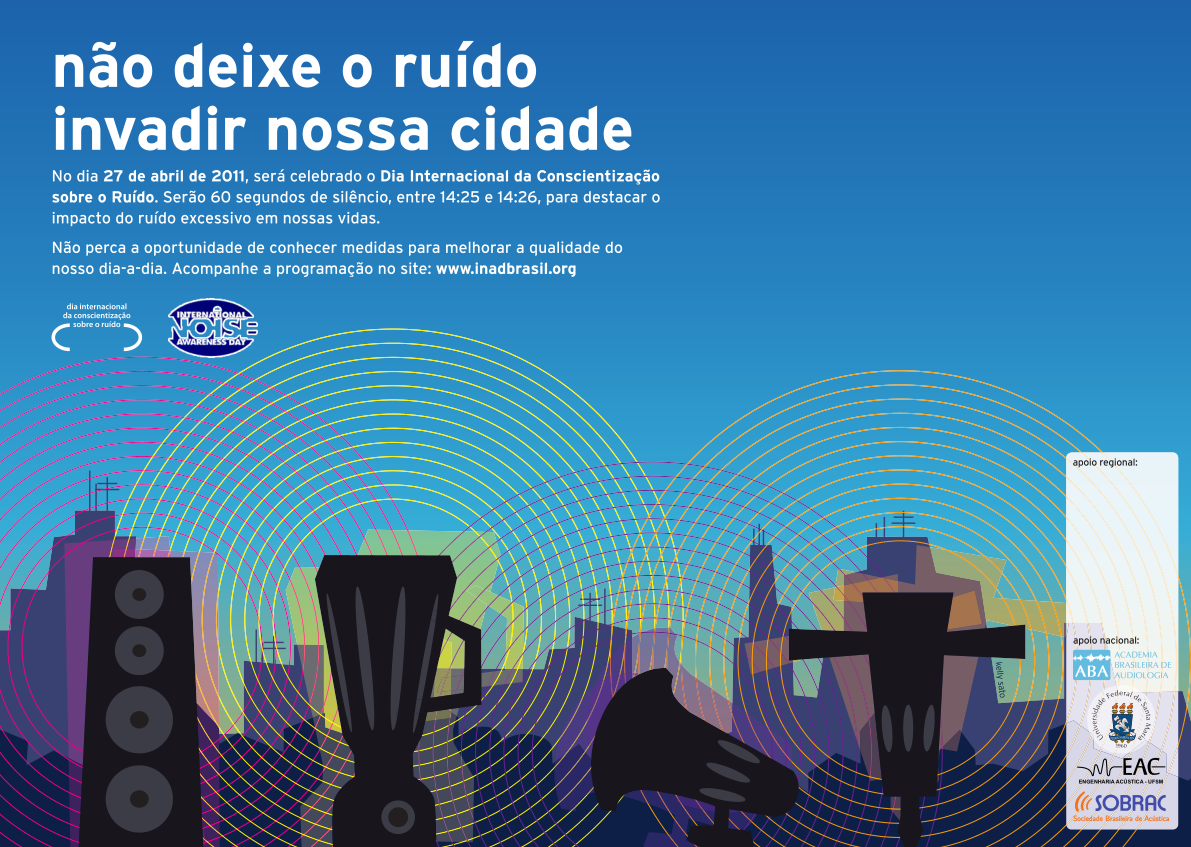 não deixe o ruído
invadir nossa cidade
No dia 27 de abril de 2011, será celebrado o Dia Internacional da Conscientização
sobre o Ruído. Serão 60 segundos de silêncio, entre 14:25 e 14:26, para destacar o
impacto do ruído excessivo em nossas vidas.
Não perca a oportunidade de conhecer medidas para melhorar a qualidade do
nosso dia-a-dia. Acompanhe a programação no site: www.inadbrasil.org
dia internacional
da conscientização
sobre o ruído
INTERNATIONAL
NOISE
AWARENESS DAY
apoio regional:
apoio nacional:
ABA
ACADEMIA
BRASILEIRA DE
AUDIOLOGIA
kelly sato
Universidade Federal de Santa Maria
1960
EAC
ENGENHARIA ACÚSTICA - UFSM
SOBRAC
Sociedade Brasileira de Acústica